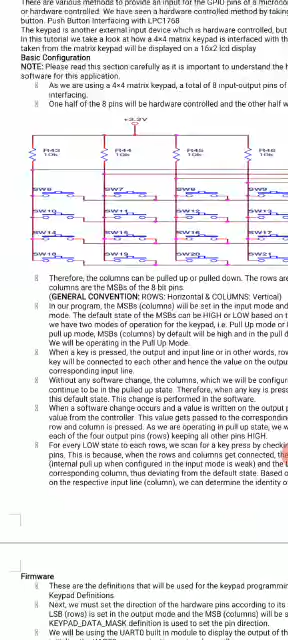 There are various methods to provide an input for the GPIO pins of a microco
or hardware controlled. We have seen a hardware controlled method by takin
button. Push Button Interfacing with LPC1768
The keypad is another external input device which is hardware controlled, but
In this tutorial we take a look at how a 4×4 matrix keypad is interfaced with th
taken from the matrix keypad will be displayed on a 16x2 lcd display
Basic Configuration
NOTE: Please read this section carefully as it is important to understand the h
software for this application.
As we are using a 4×4 matrix keypad, a total of 8 input-output pins of
interfacing.
One half of the 8 pins will be hardware controlled and the other half w
+3.3V
R43 R44 R45 R46
10k 10k 10k 10k
SW6 SW7 SW8 SW9
SW10 SW11 SW12 SW13
SW14 SW15 SW16 SW17
SW18 SW19 SW20 SW21
Therefore, the columns can be pulled up or pulled down. The rows are
columns are the MSBs of the 8 bit pins
(GENERAL CONVENTION: ROWS: Horizontal & COLUMNS: Vertical)
In our program, the MSBs (columns) will be set in the input mode and
mode. The default state of the MSBs can be HIGH or LOW based on t
we have two modes of operation for the keypad, i.e. Pull Up mode or
pull up mode, MSBs (columns) by default will be high and in the pull d
We will be operating in the Pull Up Mode.
When a key is pressed, the output and input line or in other words, row
key will be connected to each other and hence the value on the outpu
corresponding input line.
Without any software change, the columns, which we will be configur
continue to be in the pulled up state. Therefore, when any key is press
this default state. This change is performed in the software.
When a software change occurs and a value is written on the output p
value from the controller. This value gets passed to the correspondin
row and column is pressed. As we are operating in pull up state, we w
each of the four output pins (rows) keeping all other pins HIGH.
For every LOW state to each rows, we scan for a key press by checki
pins. This is because, when the rows and columns get connected, the
(internal pull up when configured in the input mode is weak) and the
corresponding column, thus deviating from the default state. Based o
on the respective input line (column), we can determine the identity o
Firmware
These are the definitions that will be used for the keypad programmin
Keypad Definitions
Next, we must set the direction of the hardware pins according to its
LSB (rows) is set in the output mode and the MSB (columns) will be s
KEYPAD_DATA_MASK definition is used to set the pin direction.
We will be using the UART0 built in module to display the output of th